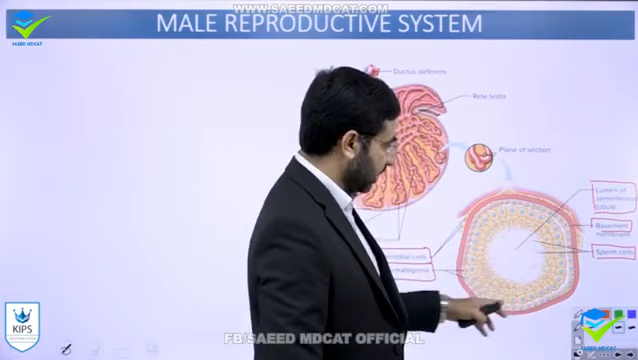 WWW.SAEEDMDCAT.COM
MALE REPRODUCTIVE SYSTEM
SAEED MDCAT
Ductus deferens
Rete testis
Plane of section
Lumen of
seminiferous
tubule
Basement
membrane
Sperm cells
KIPS
FB/SAEED MDCAT OFFICIAL